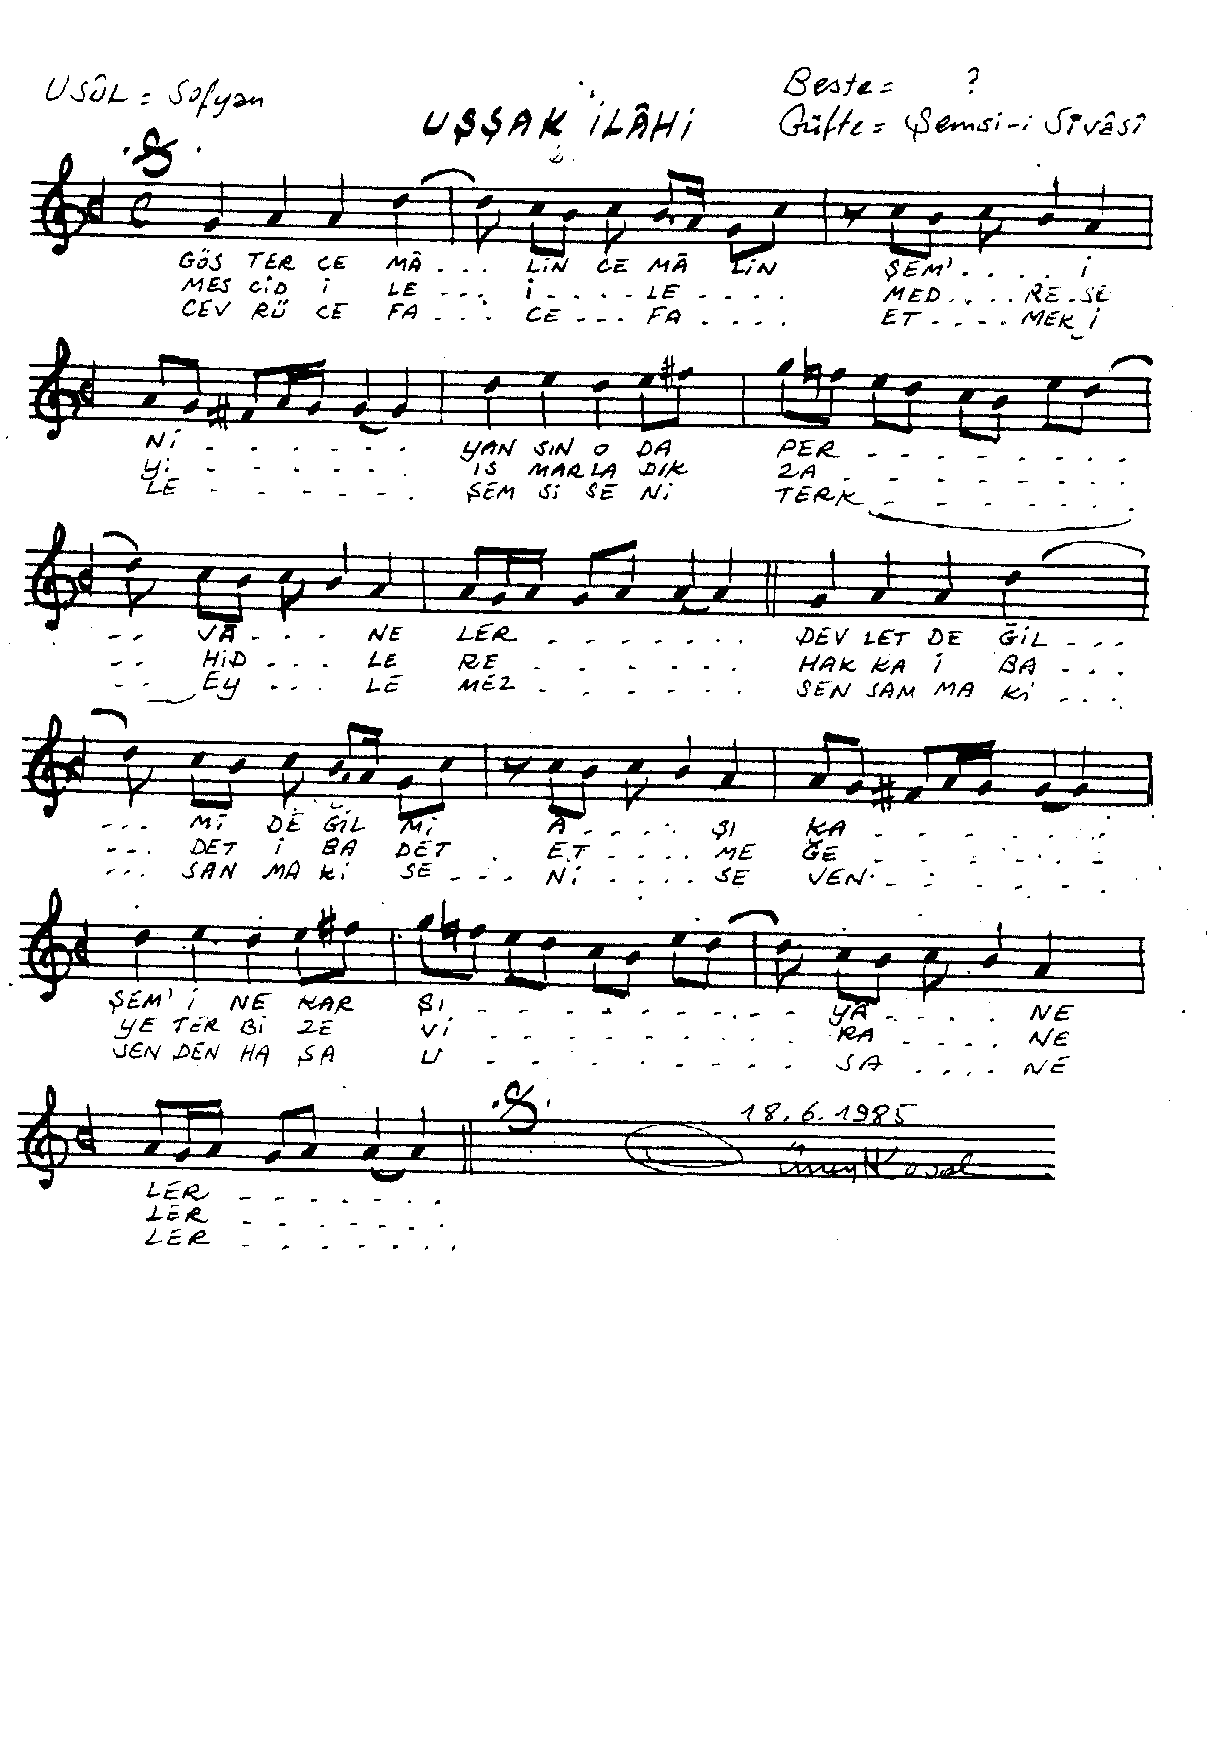 USÛL = Sofyan
Beste = ?
UŞŞAK İLÂHİ
Güfte = Şemsi-i Sîvâsî
GÖS TER CE MÂ ... LİN CE MÂ LİN ŞEM' ..... İ
MES CİD İ LE ... İ .... LE .... MED .... RE . SE
CEV RÜ CE FA ... CE ... FA .... ET .... MEK İ
Nİ - - - - - - YAN SIN O DA PER - - - - - - -
Yİ - - - - - - IS MAR LA DIK ZA - - - - - - -
LE - - - - - - ŞEM Sİ SE Nİ TERK - - - - - -
-- VÂ ... NE LER - - - - - - DEV LET DE ĞİL ...
-- HİD ... LE RE - - - - - - HAK KA İ BA ...
-- EY ... LE MEZ - - - - - - SEN SAM MA Kİ ...
... Mİ DE ĞİL Mİ Â ..... ŞI KA - - - - - -
... DET İ BA DET . ET ..... ME ĞE - - - - - -
... SAN MA Kİ SE ... Nİ ..... SE VEN - - - - - -
ŞEM' İ NE KAR ŞI - - - - - - - - YÂ ..... NE
YE TER Bİ ZE Vİ - - - - - - - - RA .... NE
SEN DEN HA ŞA U - - - - - - - - SA .... NE
18.6.1985
LER - - - - - - -
LER - - - - - - -
LER - - - - - - -